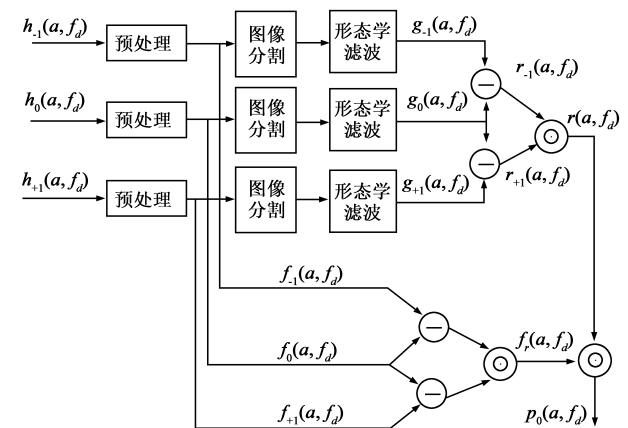 h-1(a, fd)
预处理
图像
分割
形态学
滤波
g-1(a, fd)
r-1(a, fd)
h0(a, fd)
预处理
图像
分割
形态学
滤波
g0(a, fd)
r(a, fd)
h+1(a, fd)
预处理
图像
分割
形态学
滤波
g+1(a, fd)
r+1(a, fd)
f-1(a, fd)
f0(a, fd)
fr(a, fd)
f+1(a, fd)
p0(a, fd)